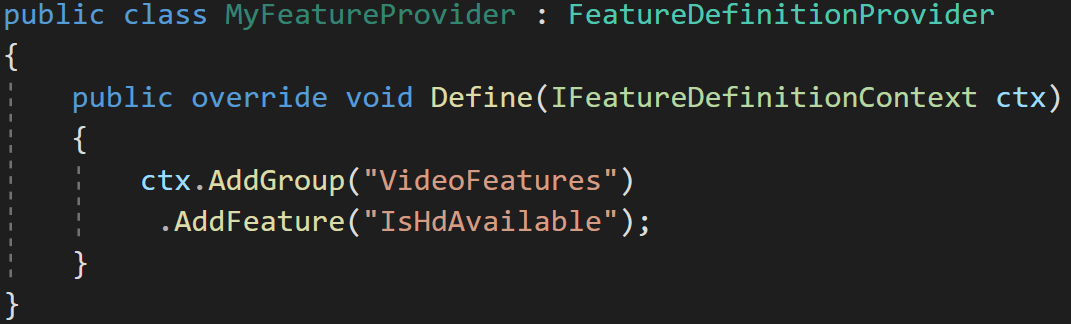 public class MyFeatureProvider : FeatureDefinitionProvider
{
    public override void Define(IFeatureDefinitionContext ctx)
    {
        ctx.AddGroup("VideoFeatures")
         .AddFeature("IsHdAvailable");
    }
}